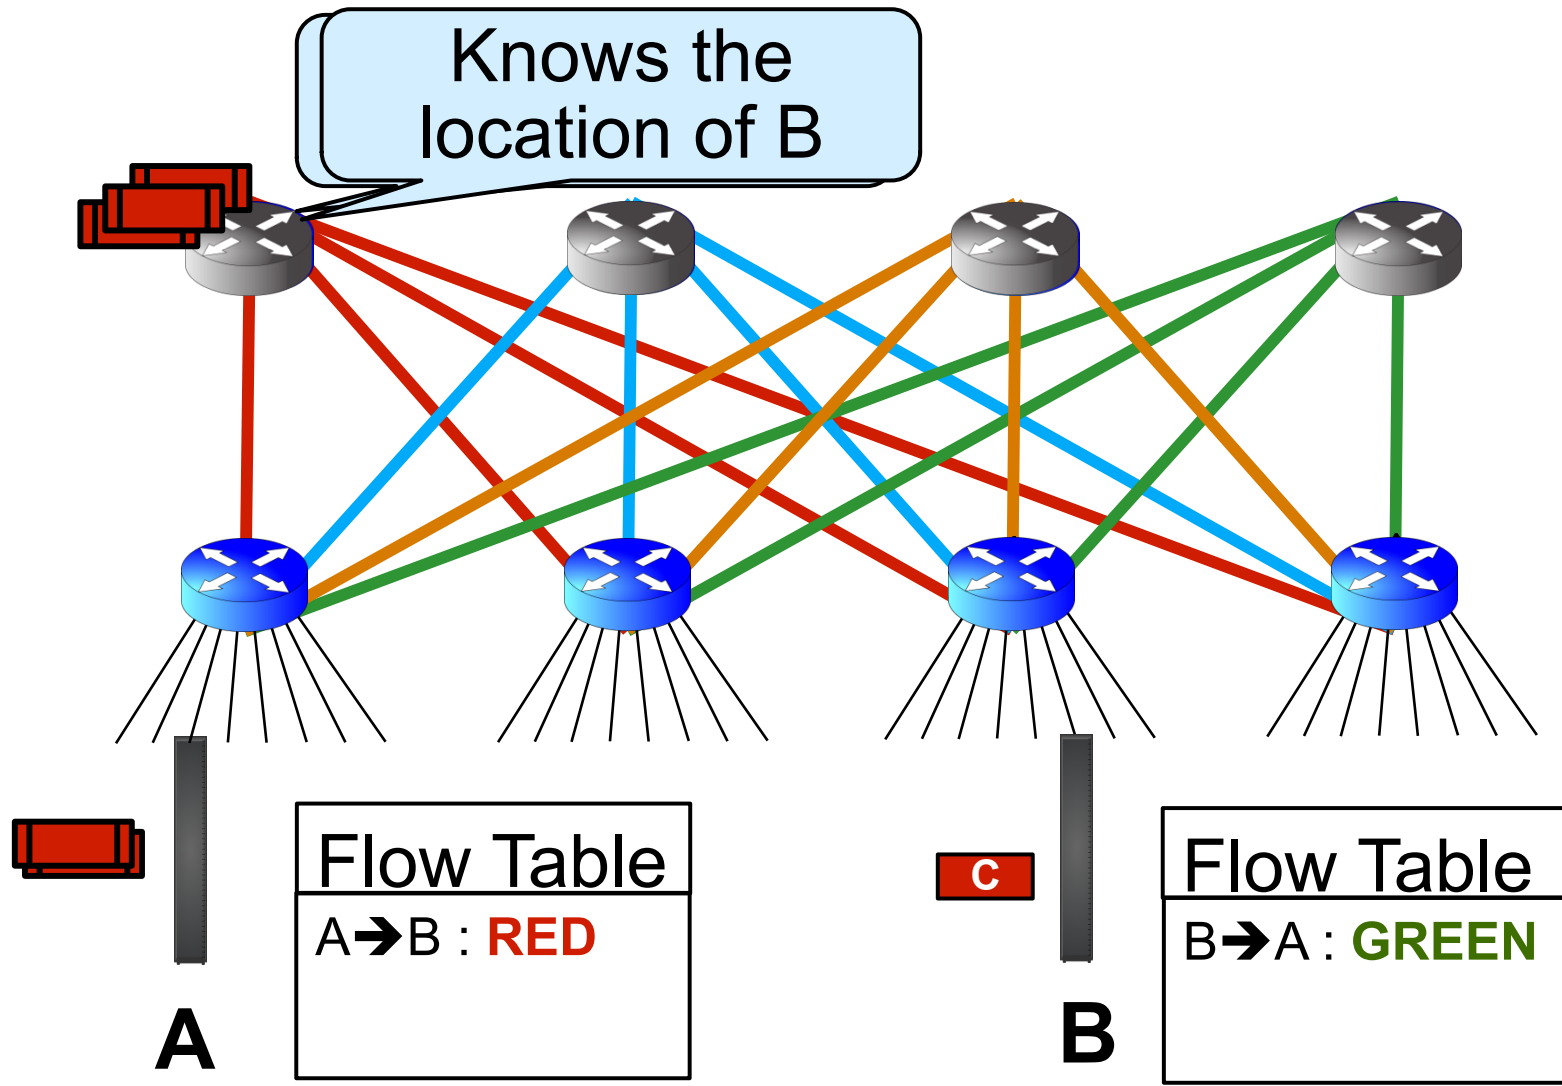 Knows the
location of B
Flow Table
A➔B : RED
C
Flow Table
B➔A : GREEN
A
B